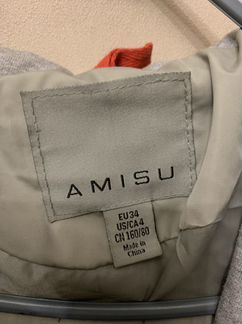 AMISU
EU34
US/CA4
CN 160/80
Made in
China